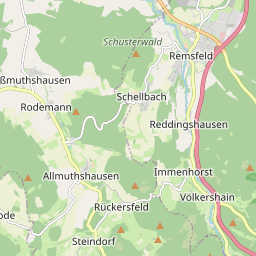 Schusterwald
Remsfeld
ßmuthshausen
Schellbach
Rodemann
Reddingshausen
Allmuthshausen
Immenhorst
Völkershain
Rückersfeld
ode
Steindorf